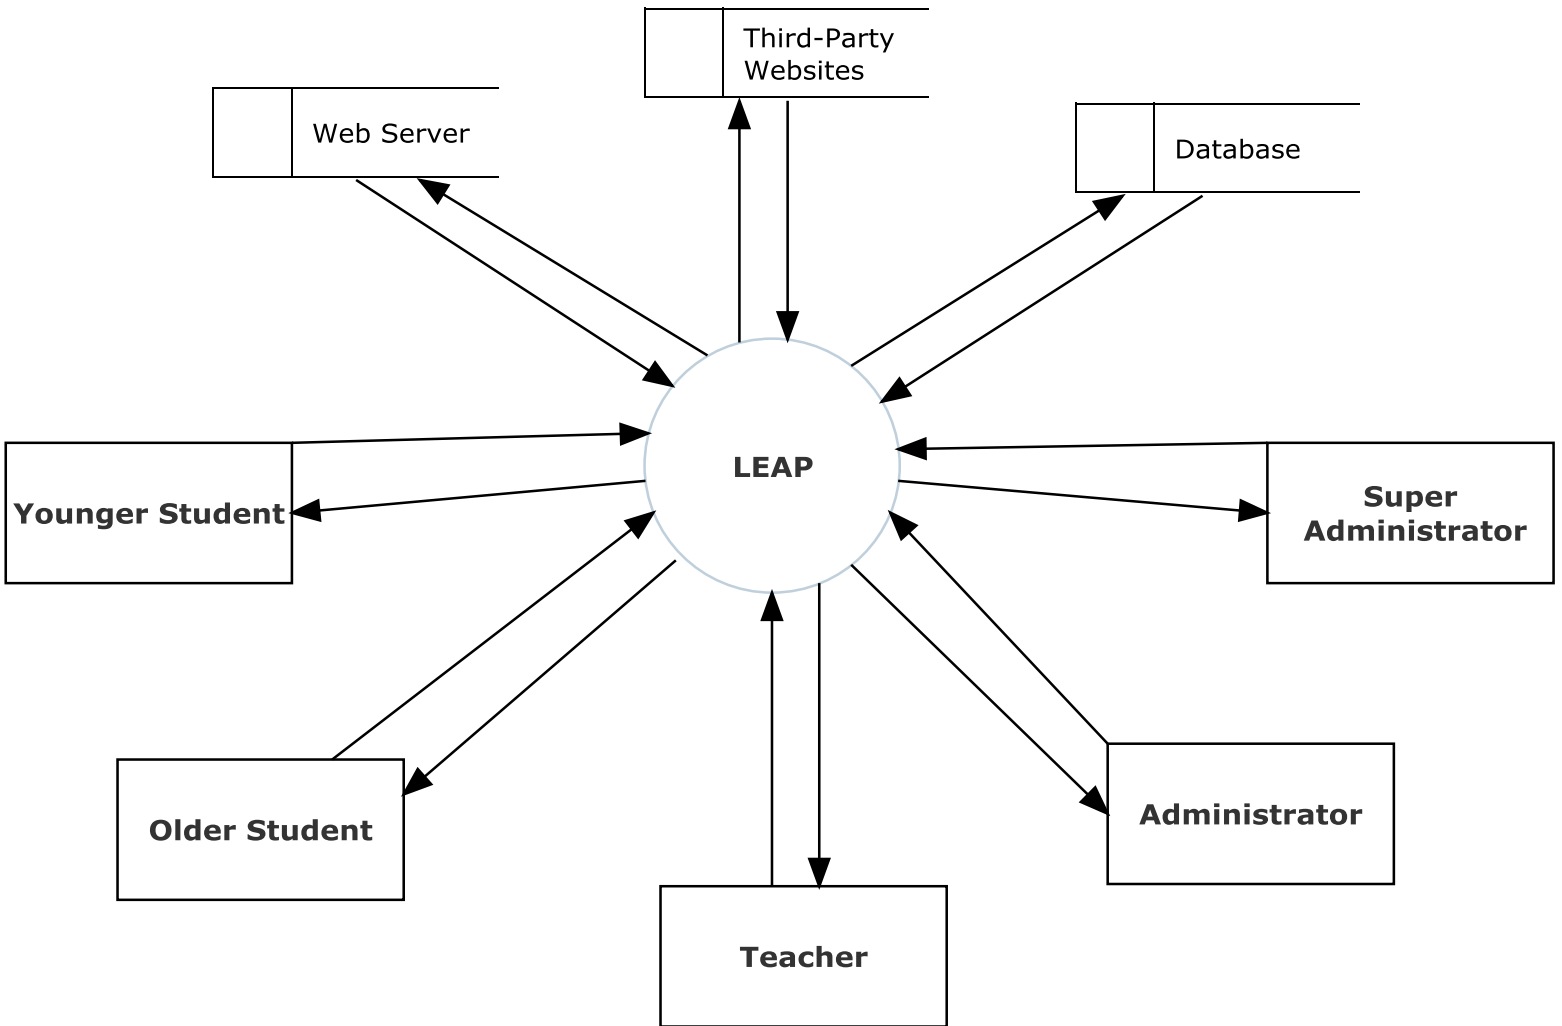 Third-Party
Websites
Web Server
Database
LEAP
Younger Student
Super
Administrator
Older Student
Administrator
Teacher